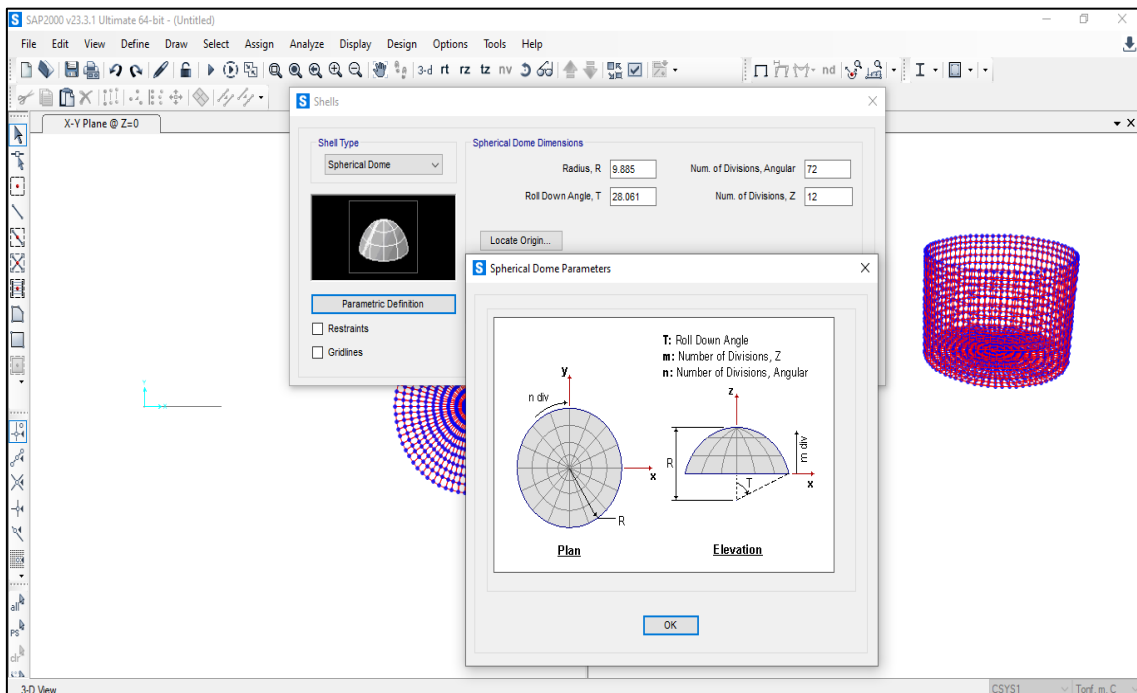 SAP2000 v23.3.1 Ultimate 64-bit - (Untitled)
File Edit View Define Draw Select Assign Analyze Display Design Options Tools Help
3-d rt rz tz nv nd
X-Y Plane @ Z=0
Shells
Shell Type
Spherical Dome
Spherical Dome Dimensions
Radius, R 9.885 Num. of Divisions, Angular 72
Roll Down Angle, T 28.061 Num. of Divisions, Z 12
Locate Origin...
Parametric Definition
Restraints
Gridlines
Spherical Dome Parameters
T: Roll Down Angle
m: Number of Divisions, Z
n: Number of Divisions, Angular
y
n div
x
R
Plan
z
R
m div
T
x
Elevation
OK
all
PS
dr
3-D View
CSYS1 Tonf, m, C